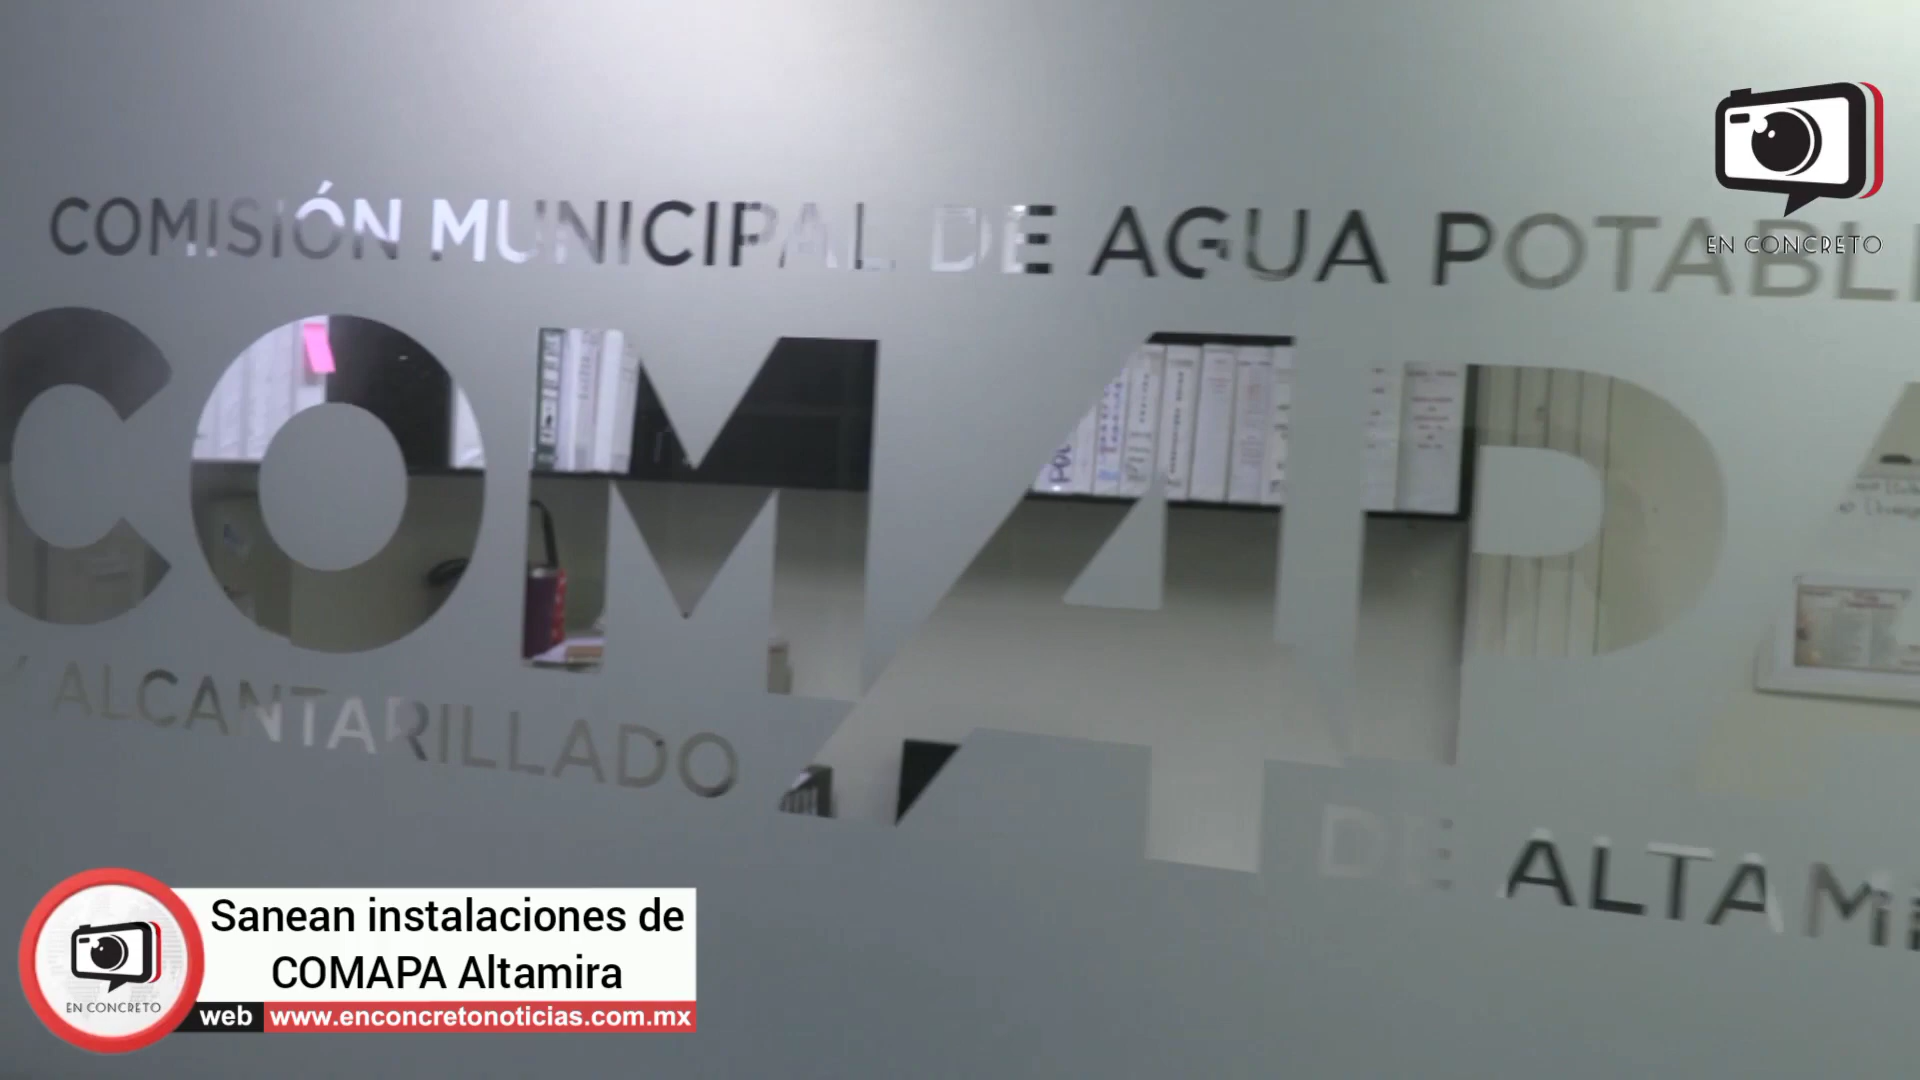 COMISIÓN MUNICIPAL DE AGUA POTABL
EN CONCRETO
COMAPA
Y ALCANTARILLADO
DE ALTAMI
Sanean instalaciones de
COMAPA Altamira
EN CONCRETO
web www.enconcretonoticias.com.mx